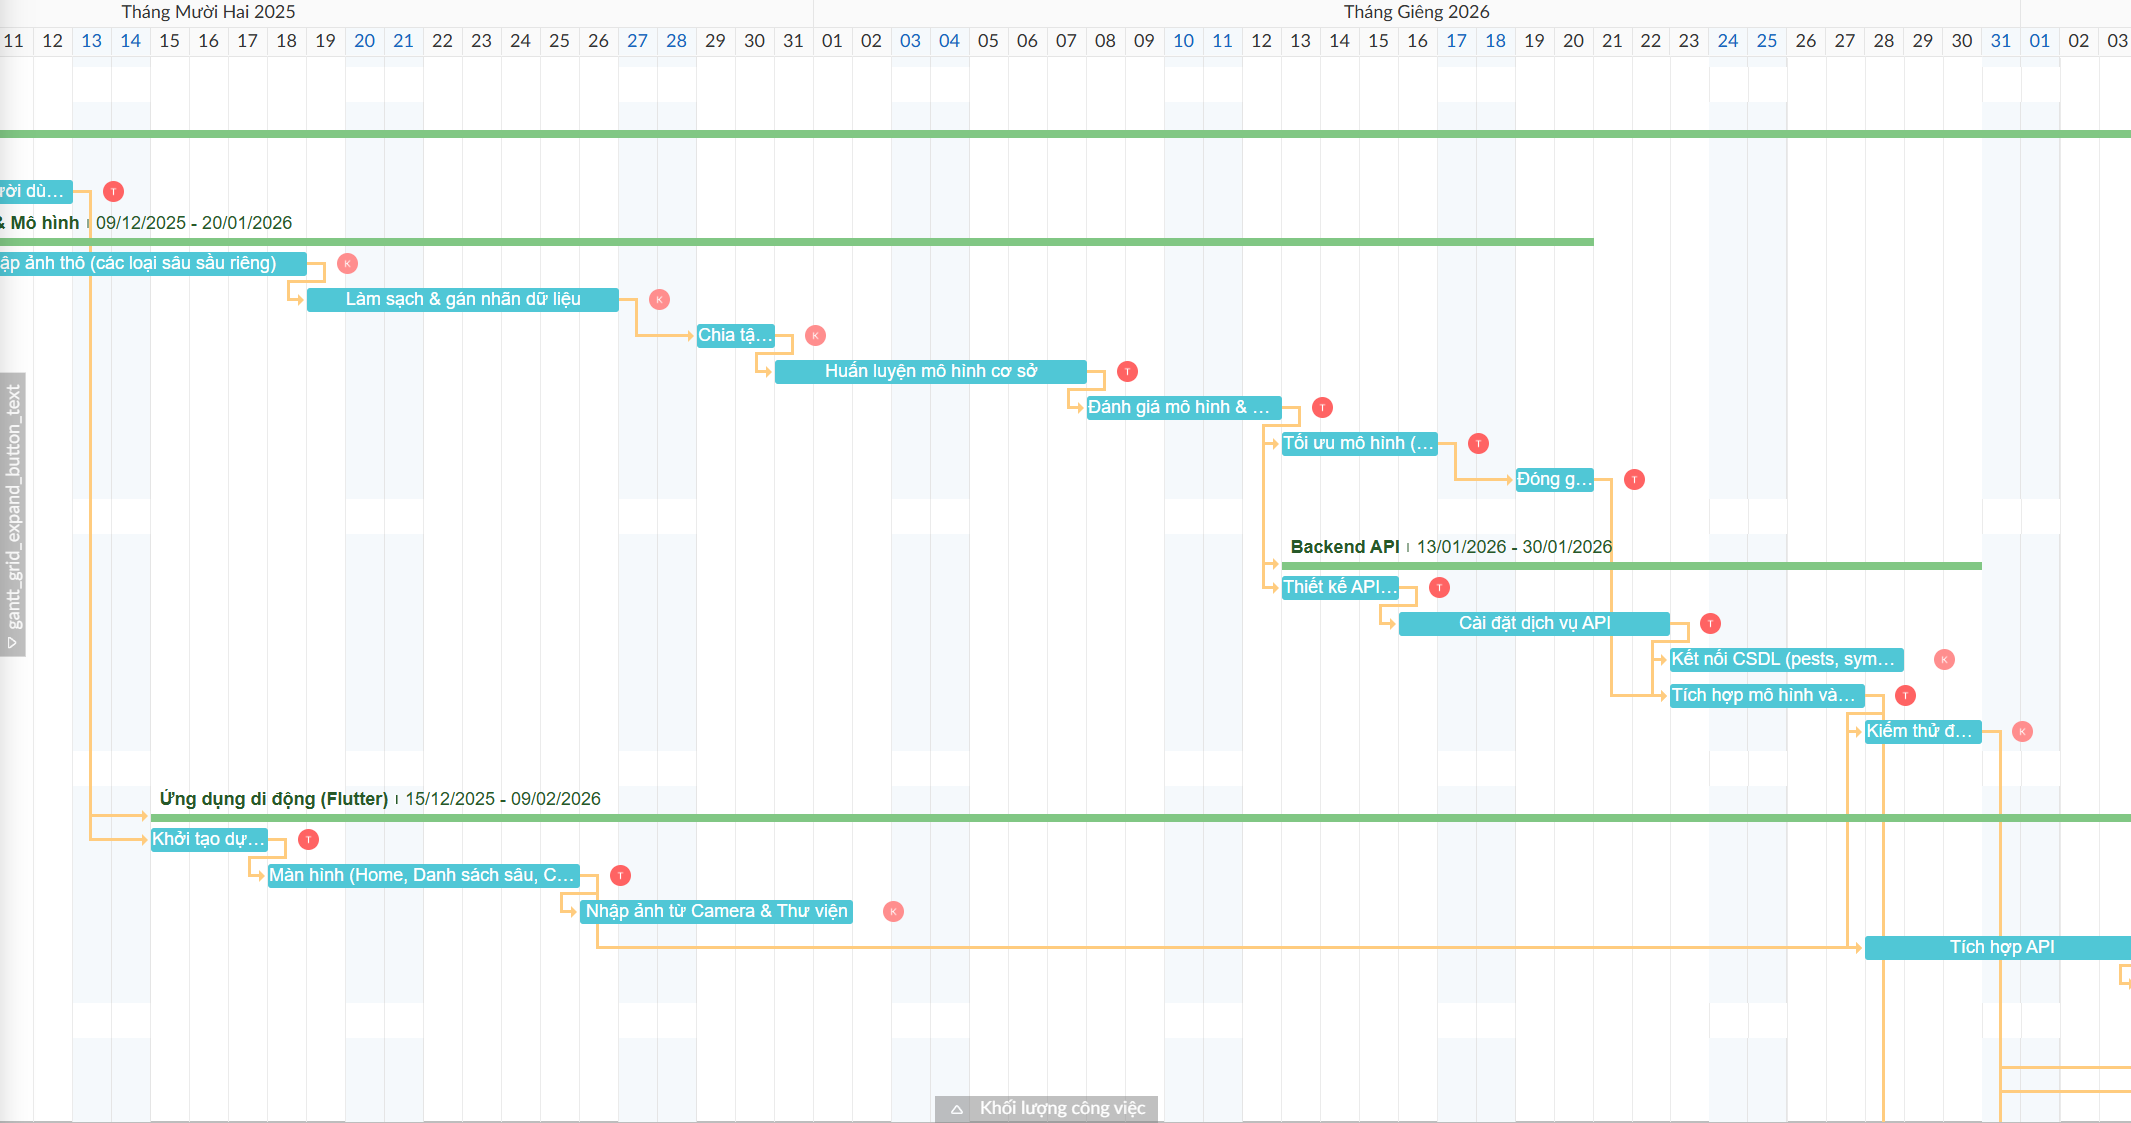 Tháng Mười Hai 2025 Tháng Giêng 2026
11 12 13 14 15 16 17 18 19 20 21 22 23 24 25 26 27 28 29 30 31 01 02 03 04 05 06 07 08 09 10 11 12 13 14 15 16 17 18 19 20 21 22 23 24 25 26 27 28 29 30 31 01 02 03
ười dù... T
& Mô hình 09/12/2025 - 20/01/2026
ập ảnh thô (các loại sâu sầu riêng) K
Làm sạch & gán nhãn dữ liệu K
Chia tậ... K
Huấn luyện mô hình cơ sở T
Đánh giá mô hình & ... T
Tối ưu mô hình (... T
Đóng g... T
gantt_grid_expand_button_text
Backend API 13/01/2026 - 30/01/2026
Thiết kế API... T
Cài đặt dịch vụ API T
Kết nối CSDL (pests, sym... K
Tích hợp mô hình và... T
Kiểm thử đ... K
Ứng dụng di động (Flutter) 15/12/2025 - 09/02/2026
Khởi tạo dự... T
Màn hình (Home, Danh sách sâu, C... T
Nhập ảnh từ Camera & Thư viện K
Tích hợp API
Khối lượng công việc